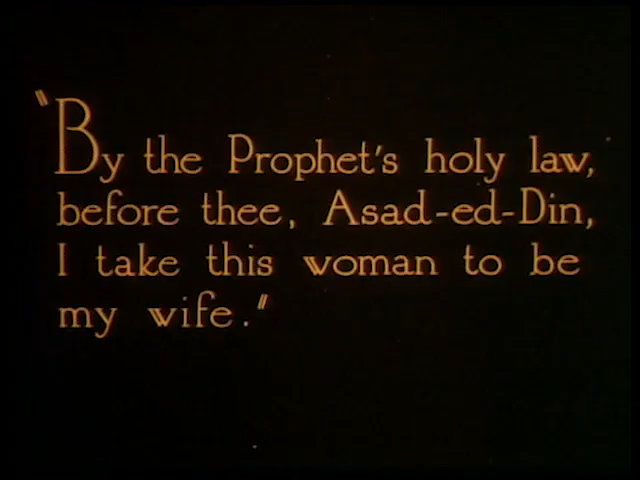 "By the Prophet's holy law,
before thee, Asad-ed-Din,
I take this woman to be
my wife."